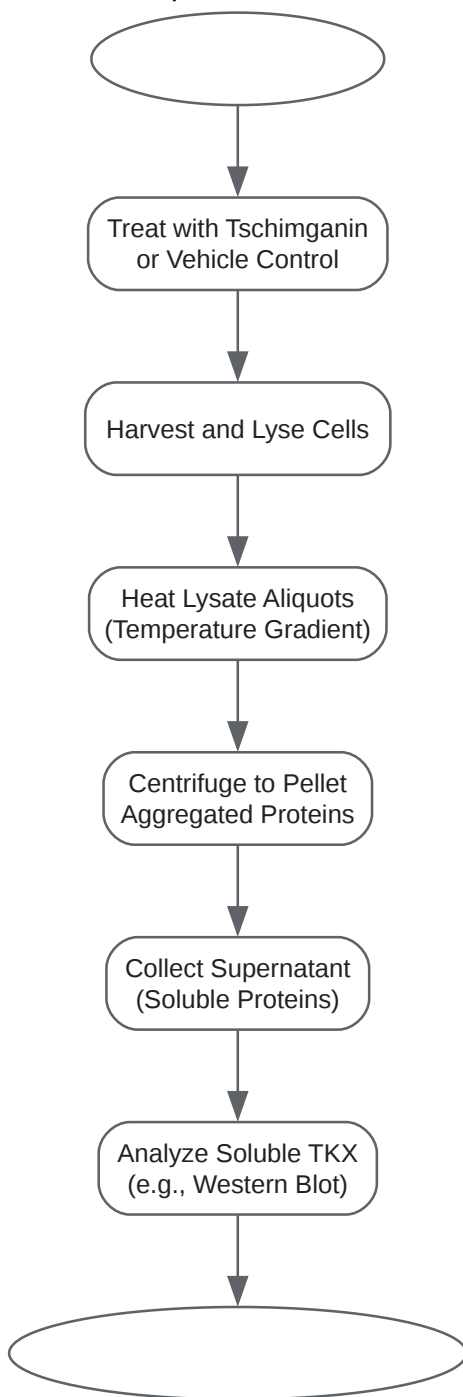 Treat with Tschimganin
or Vehicle Control
Harvest and Lyse Cells
Heat Lysate Aliquots
(Temperature Gradient)
Centrifuge to Pellet
Aggregated Proteins
Collect Supernatant
(Soluble Proteins)
Analyze Soluble TKX
(e.g., Western Blot)